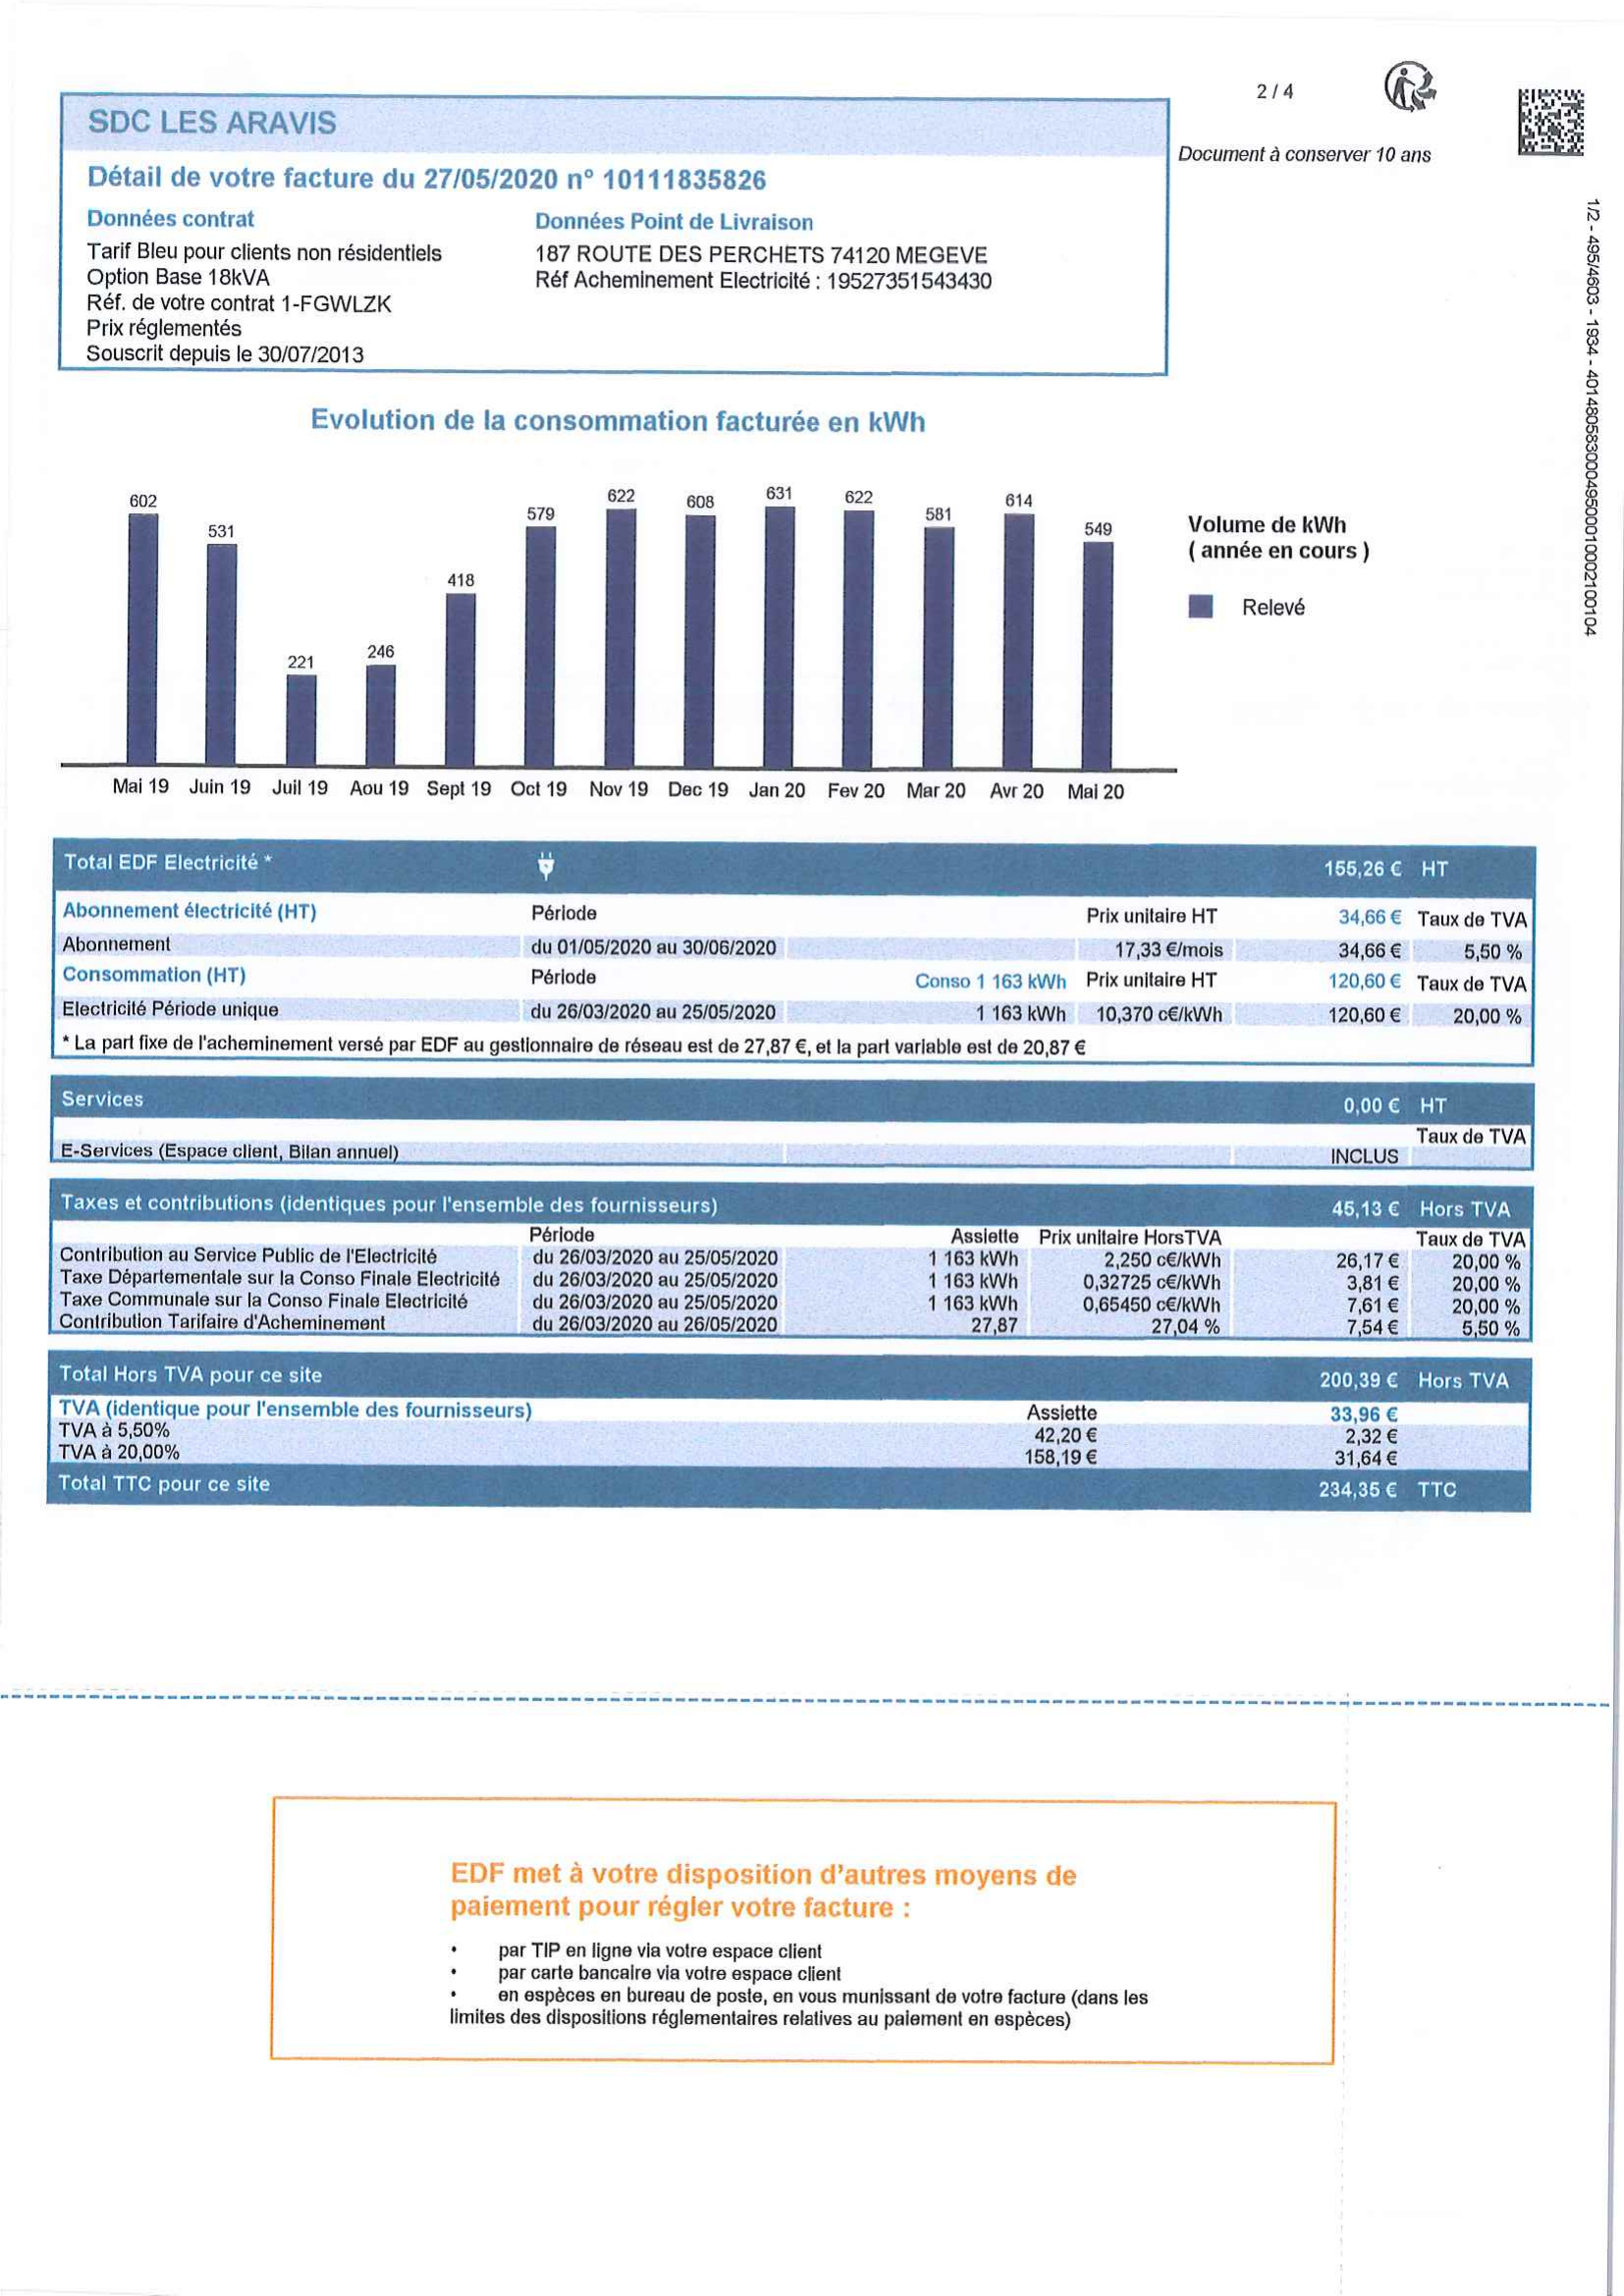 2 / 4
SDC LES ARAVIS
Document à conserver 10 ans
Détail de votre facture du 27/05/2020 n° 10111835826
Données contrat
Tarif Bleu pour clients non résidentiels
Option Base 18kVA
Réf. de votre contrat 1-FGWLZK
Prix réglementés
Souscrit depuis le 30/07/2013
Données Point de Livraison
187 ROUTE DES PERCHETS 74120 MEGEVE
Réf Acheminement Electricité : 19527351543430
1/2 - 495/4603 - 1934 - 40148058300049500010002100104
Evolution de la consommation facturée en kWh
602 531 221 246 418 579 622 608 631 622 581 614 549
Volume de kWh
( année en cours )
Relevé
Mai 19 Juin 19 Juil 19 Aou 19 Sept 19 Oct 19 Nov 19 Dec 19 Jan 20 Fev 20 Mar 20 Avr 20 Mai 20
Total EDF Electricité * 155,26 € HT
Abonnement électricité (HT) Période Prix unitaire HT 34,66 € Taux de TVA
Abonnement du 01/05/2020 au 30/06/2020 17,33 €/mois 34,66 € 5,50 %
Consommation (HT) Période Conso 1 163 kWh Prix unitaire HT 120,60 € Taux de TVA
Electricité Période unique du 26/03/2020 au 25/05/2020 1 163 kWh 10,370 c€/kWh 120,60 € 20,00 %
* La part fixe de l'acheminement versé par EDF au gestionnaire de réseau est de 27,87 €, et la part variable est de 20,87 €
Services 0,00 € HT
Taux de TVA
E-Services (Espace client, Bilan annuel) INCLUS
Taxes et contributions (identiques pour l'ensemble des fournisseurs) 45,13 € Hors TVA
Période Assiette Prix unitaire HorsTVA Taux de TVA
Contribution au Service Public de l'Electricité du 26/03/2020 au 25/05/2020 1 163 kWh 2,250 c€/kWh 26,17 € 20,00 %
Taxe Départementale sur la Conso Finale Electricité du 26/03/2020 au 25/05/2020 1 163 kWh 0,32725 c€/kWh 3,81 € 20,00 %
Taxe Communale sur la Conso Finale Electricité du 26/03/2020 au 25/05/2020 1 163 kWh 0,65450 c€/kWh 7,61 € 20,00 %
Contribution Tarifaire d'Acheminement du 26/03/2020 au 26/05/2020 27,87 27,04 % 7,54 € 5,50 %
Total Hors TVA pour ce site 200,39 € Hors TVA
TVA (identique pour l'ensemble des fournisseurs) Assiette 33,96 €
TVA à 5,50% 42,20 € 2,32 €
TVA à 20,00% 158,19 € 31,64 €
Total TTC pour ce site 234,35 € TTC
EDF met à votre disposition d'autres moyens de
paiement pour régler votre facture :
• par TIP en ligne via votre espace client
• par carte bancaire via votre espace client
• en espèces en bureau de poste, en vous munissant de votre facture (dans les
limites des dispositions réglementaires relatives au paiement en espèces)